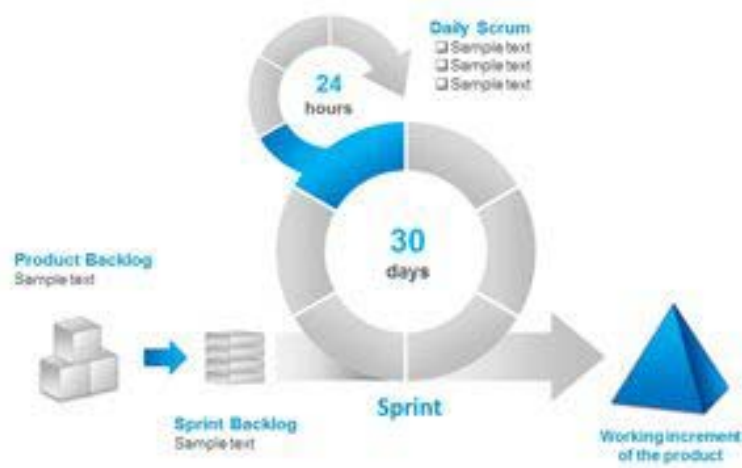 Daily Scrum
❑ Sample text
❑ Sample text
❑ Sample text
24
hours
30
days
Product Backlog
Sample text
Sprint Backlog
Sample text
Sprint
Working increment
of the product